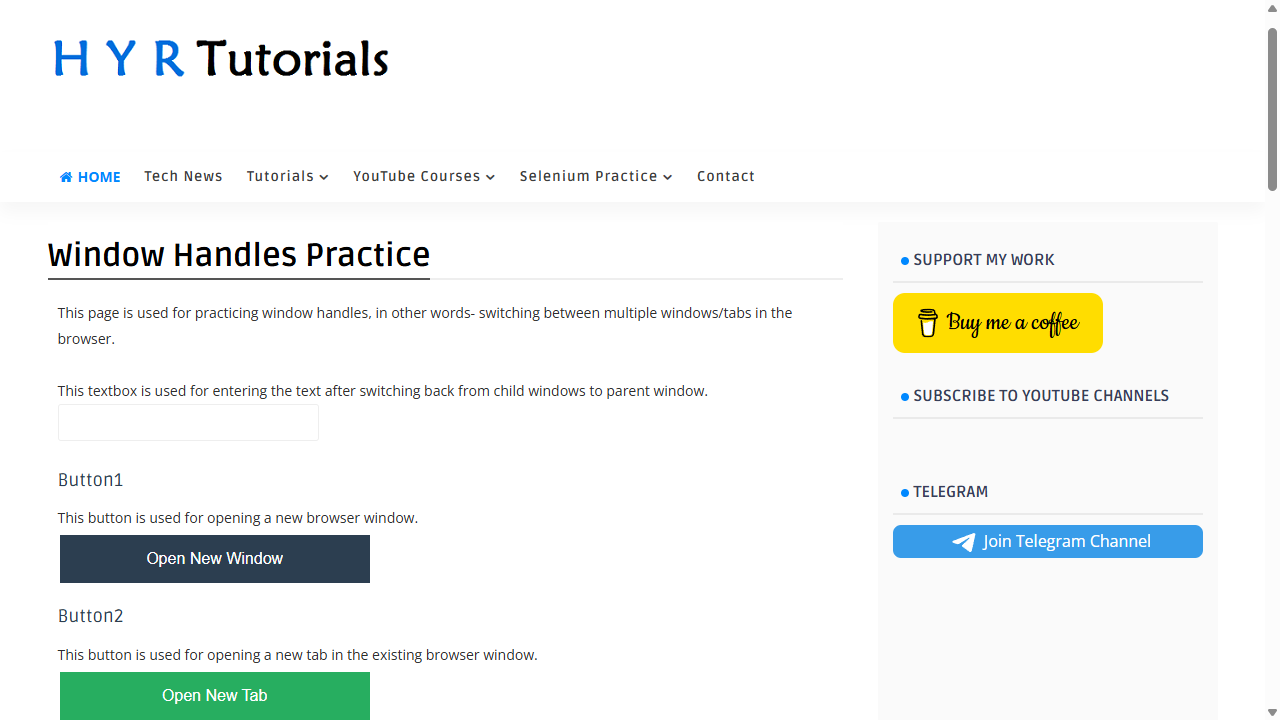 H Y R Tutorials
HOME
Tech News
Tutorials
YouTube Courses
Selenium Practice
Contact
Window Handles Practice
This page is used for practicing window handles, in other words- switching between multiple windows/tabs in the
browser.
This textbox is used for entering the text after switching back from child windows to parent window.
Button1
This button is used for opening a new browser window.
Open New Window
Button2
This button is used for opening a new tab in the existing browser window.
Open New Tab
SUPPORT MY WORK
Buy me a coffee
SUBSCRIBE TO YOUTUBE CHANNELS
TELEGRAM
Join Telegram Channel